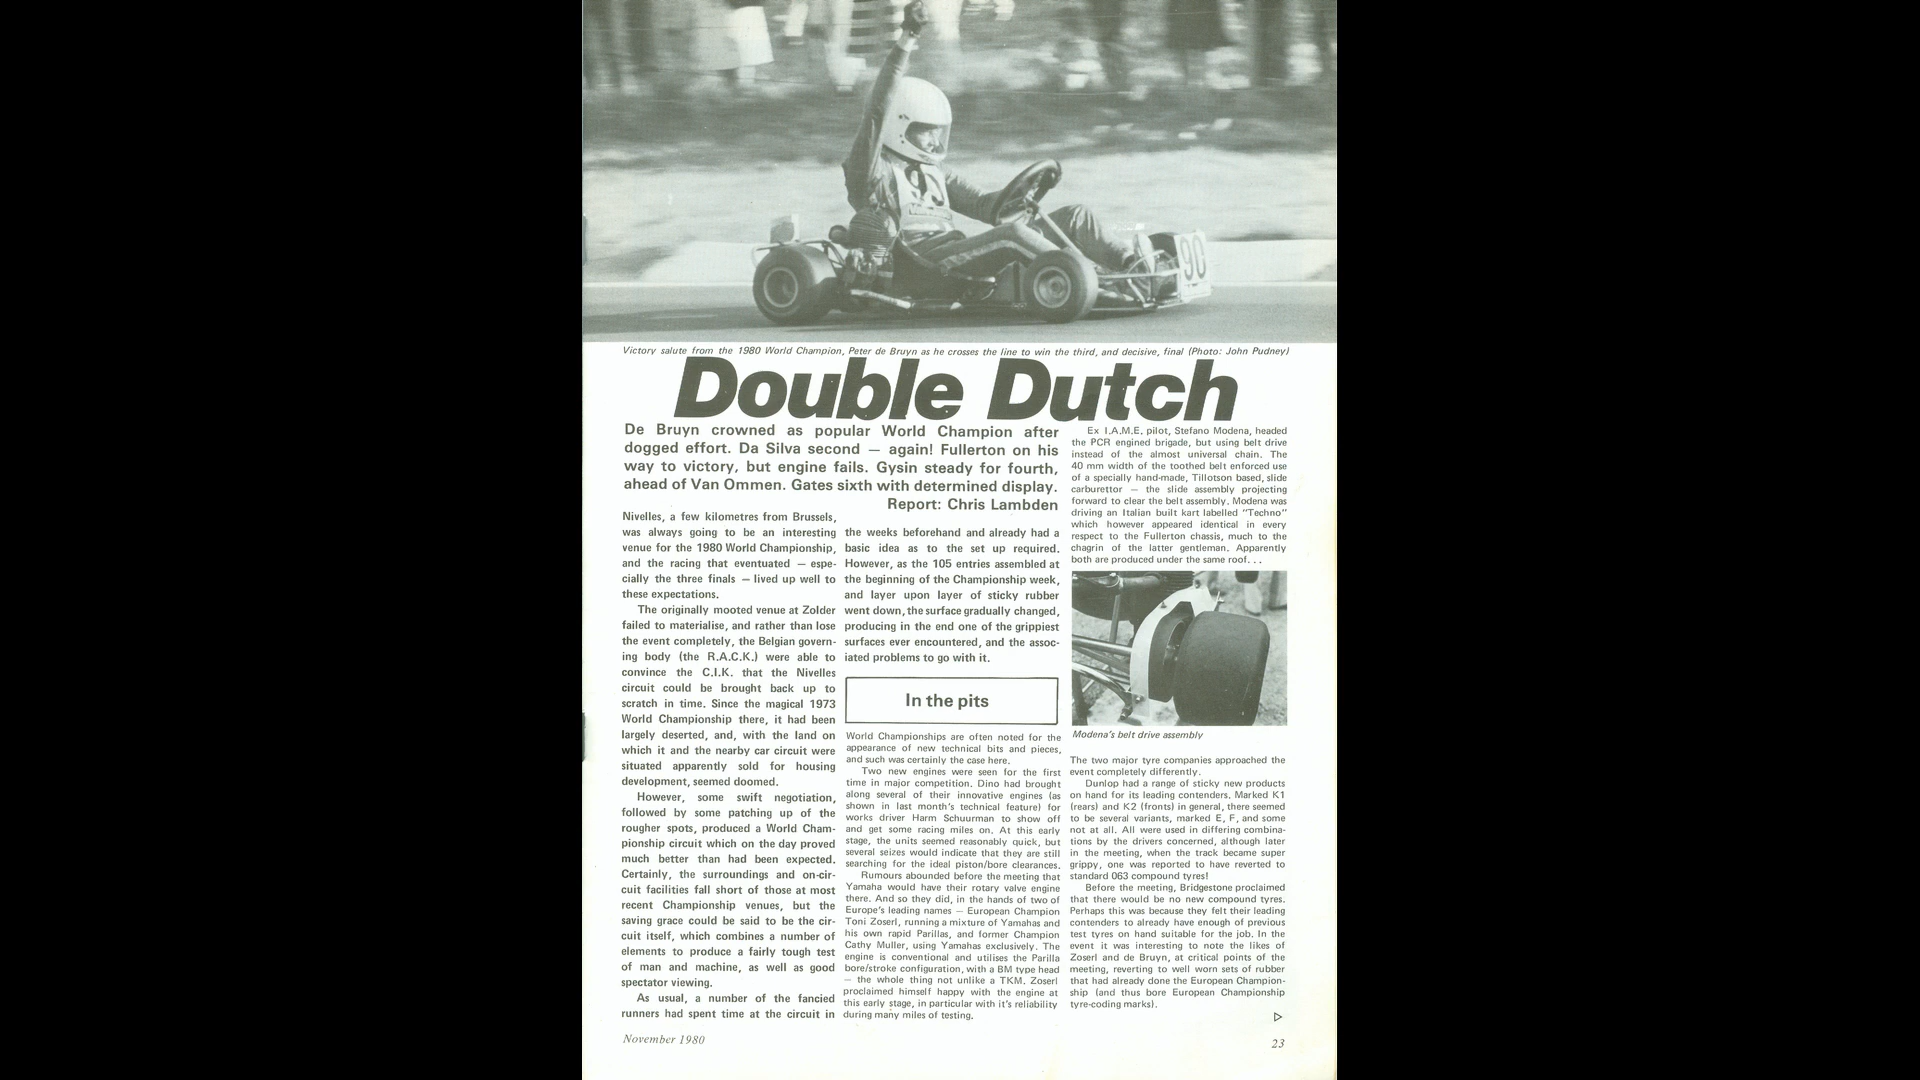 90
90
Victory salute from the 1980 World Champion, Peter de Bruyn as he crosses the line to win the third, and decisive, final (Photo: John Pudney)
Double Dutch
De Bruyn crowned as popular World Champion after
dogged effort. Da Silva second — again! Fullerton on his
way to victory, but engine fails. Gysin steady for fourth,
ahead of Van Ommen. Gates sixth with determined display.
Report: Chris Lambden
Nivelles, a few kilometres from Brussels,
was always going to be an interesting
venue for the 1980 World Championship,
and the racing that eventuated — espe-
cially the three finals — lived up well to
these expectations.
The originally mooted venue at Zolder
failed to materialise, and rather than lose
the event completely, the Belgian govern-
ing body (the R.A.C.K.) were able to
convince the C.I.K. that the Nivelles
circuit could be brought back up to
scratch in time. Since the magical 1973
World Championship there, it had been
largely deserted, and, with the land on
which it and the nearby car circuit were
situated apparently sold for housing
development, seemed doomed.
However, some swift negotiation,
followed by some patching up of the
rougher spots, produced a World Cham-
pionship circuit which on the day proved
much better than had been expected.
Certainly, the surroundings and on-cir-
cuit facilities fall short of those at most
recent Championship venues, but the
saving grace could be said to be the cir-
cuit itself, which combines a number of
elements to produce a fairly tough test
of man and machine, as well as good
spectator viewing.
As usual, a number of the fancied
runners had spent time at the circuit in
the weeks beforehand and already had a
basic idea as to the set up required.
However, as the 105 entries assembled at
the beginning of the Championship week,
and layer upon layer of sticky rubber
went down, the surface gradually changed,
producing in the end one of the grippiest
surfaces ever encountered, and the assoc-
iated problems to go with it.
In the pits
World Championships are often noted for the
appearance of new technical bits and pieces,
and such was certainly the case here.
Two new engines were seen for the first
time in major competition. Dino had brought
along several of their innovative engines (as
shown in last month's technical feature) for
works driver Harm Schuurman to show off
and get some racing miles on. At this early
stage, the units seemed reasonably quick, but
several seizes would indicate that they are still
searching for the ideal piston/bore clearances.
Rumours abounded before the meeting that
Yamaha would have their rotary valve engine
there. And so they did, in the hands of two of
Europe's leading names — European Champion
Toni Zoserl, running a mixture of Yamahas and
his own rapid Parillas, and former Champion
Cathy Muller, using Yamahas exclusively. The
engine is conventional and utilises the Parilla
bore/stroke configuration, with a BM type head
— the whole thing not unlike a TKM. Zoserl
proclaimed himself happy with the engine at
this early stage, in particular with it's reliability
during many miles of testing.
Ex I.A.M.E. pilot, Stefano Modena, headed
the PCR engined brigade, but using belt drive
instead of the almost universal chain. The
40 mm width of the toothed belt enforced use
of a specially hand-made, Tillotson based, slide
carburettor — the slide assembly projecting
forward to clear the belt assembly. Modena was
driving an Italian built kart labelled "Techno"
which however appeared identical in every
respect to the Fullerton chassis, much to the
chagrin of the latter gentleman. Apparently
both are produced under the same roof. . .
Modena's belt drive assembly
The two major tyre companies approached the
event completely differently.
Dunlop had a range of sticky new products
on hand for its leading contenders. Marked K1
(rears) and K2 (fronts) in general, there seemed
to be several variants, marked E, F, and some
not at all. All were used in differing combina-
tions by the drivers concerned, although later
in the meeting, when the track became super
grippy, one was reported to have reverted to
standard 063 compound tyres!
Before the meeting, Bridgestone proclaimed
that there would be no new compound tyres.
Perhaps this was because they felt their leading
contenders to already have enough of previous
test tyres on hand suitable for the job. In the
event it was interesting to note the likes of
Zoserl and de Bruyn, at critical points of the
meeting, reverting to well worn sets of rubber
that had already done the European Champion-
ship (and thus bore European Championship
tyre-coding marks).
November 1980
23